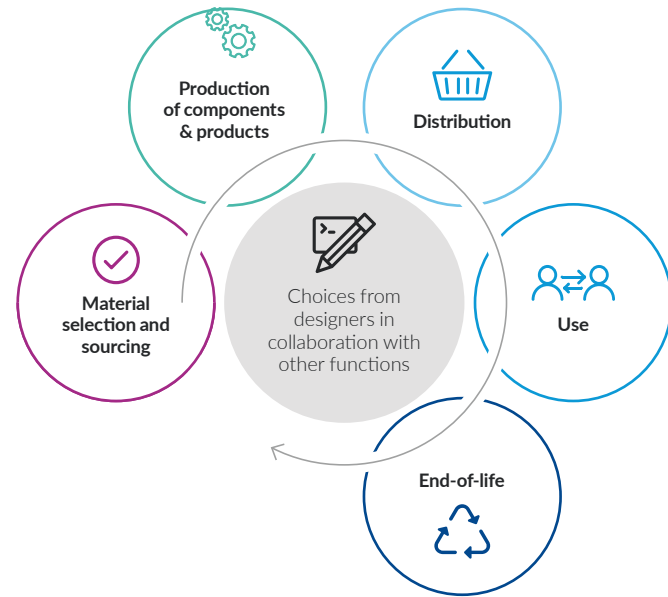 Production
of components
& products
Distribution
Material
selection and
sourcing
Choices from
designers in
collaboration with
other functions
Use
End-of-life